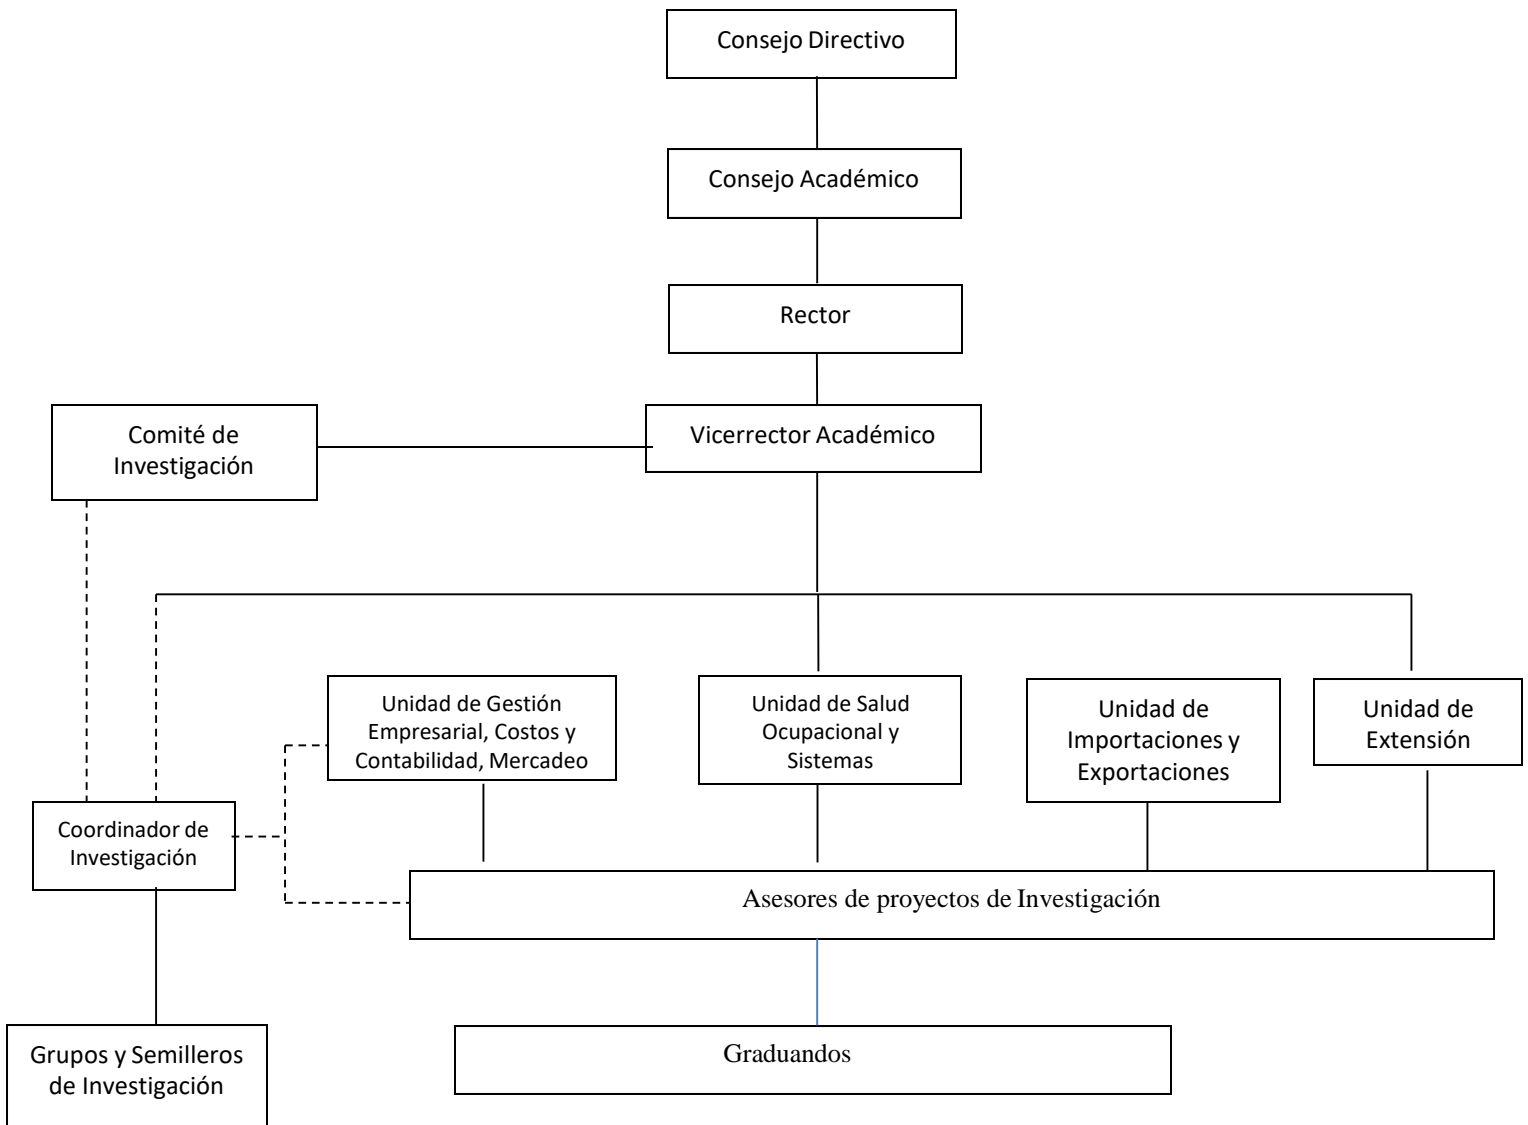 Consejo Directivo
Consejo Académico
Rector
Comité de
Investigación
Vicerrector Académico
Unidad de Gestión
Empresarial, Costos y
Contabilidad, Mercadeo
Unidad de Salud
Ocupacional y
Sistemas
Unidad de
Importaciones y
Exportaciones
Unidad de
Extensión
Coordinador de
Investigación
Asesores de proyectos de Investigación
Grupos y Semilleros
de Investigación
Graduandos